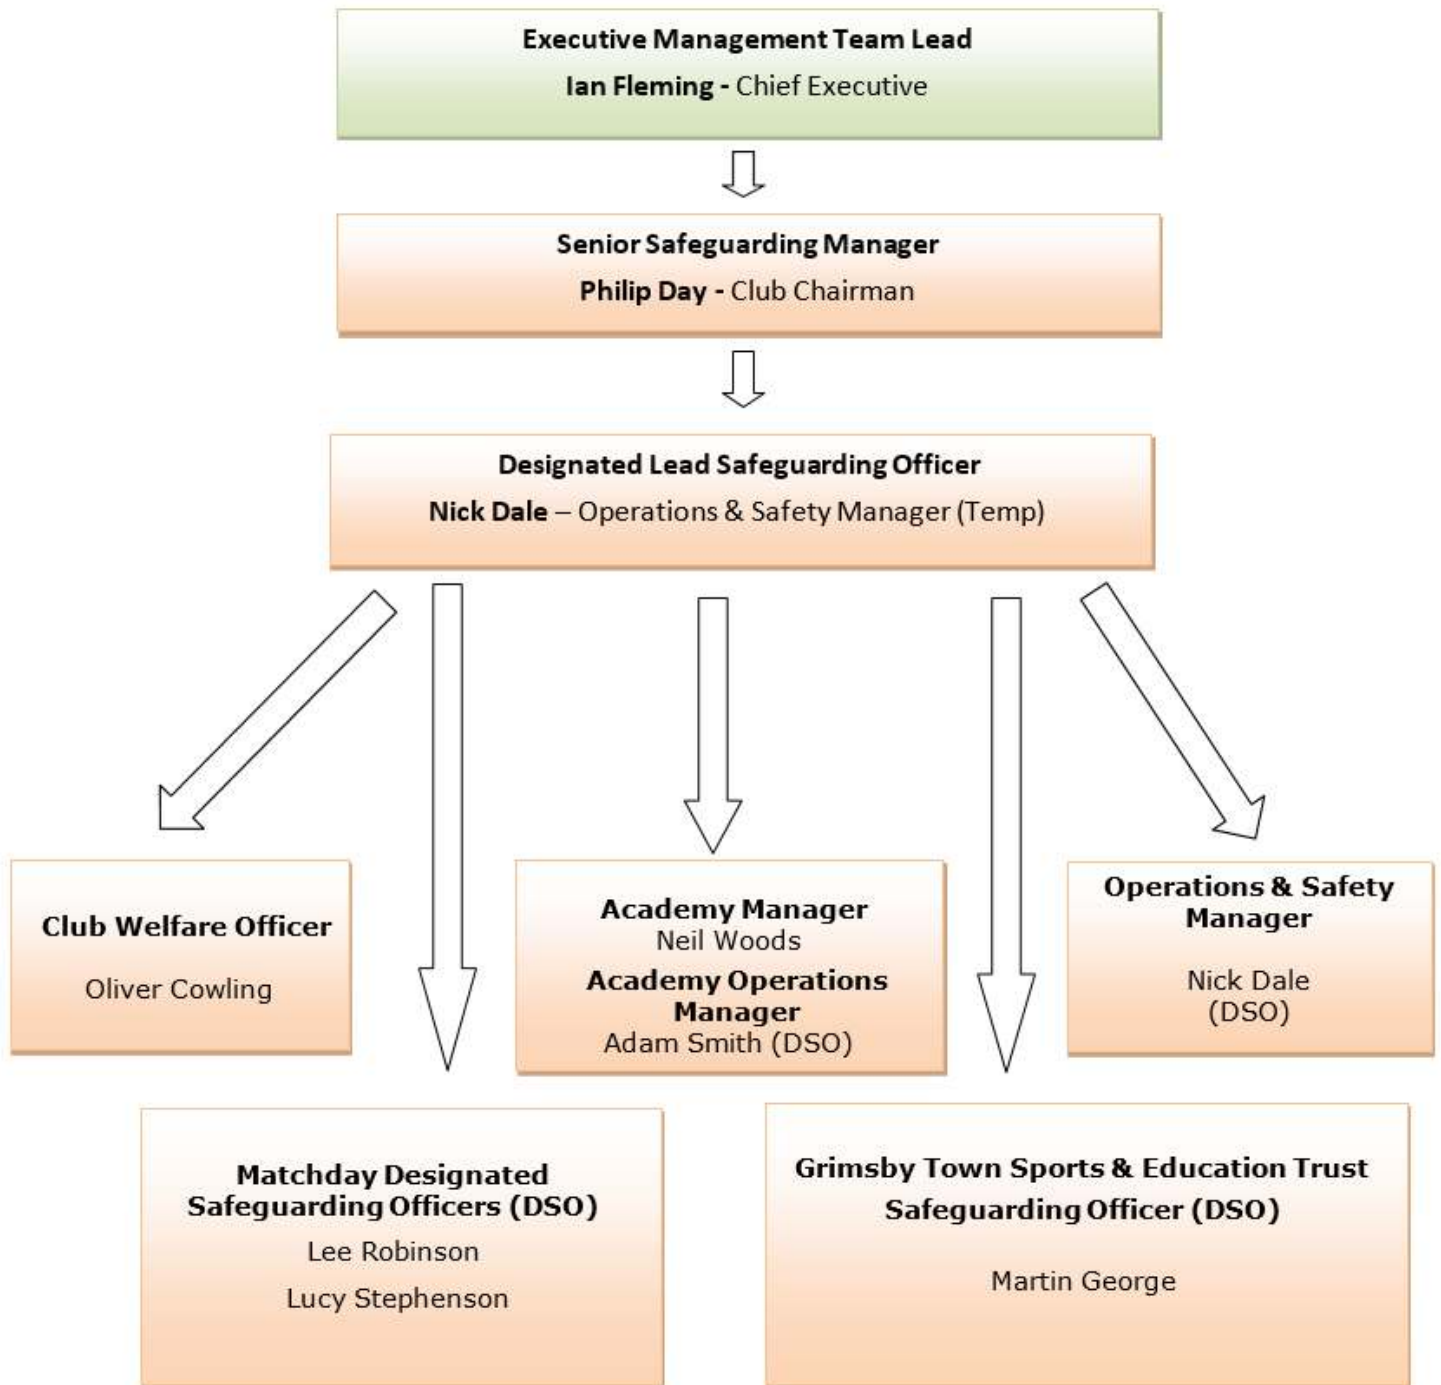 Executive Management Team Lead
Ian Fleming - Chief Executive
Senior Safeguarding Manager
Philip Day - Club Chairman
Designated Lead Safeguarding Officer
Nick Dale – Operations & Safety Manager (Temp)
Club Welfare Officer
Oliver Cowling
Academy Manager
Neil Woods
Academy Operations
Manager
Adam Smith (DSO)
Operations & Safety
Manager
Nick Dale
(DSO)
Matchday Designated
Safeguarding Officers (DSO)
Lee Robinson
Lucy Stephenson
Grimsby Town Sports & Education Trust
Safeguarding Officer (DSO)
Martin George